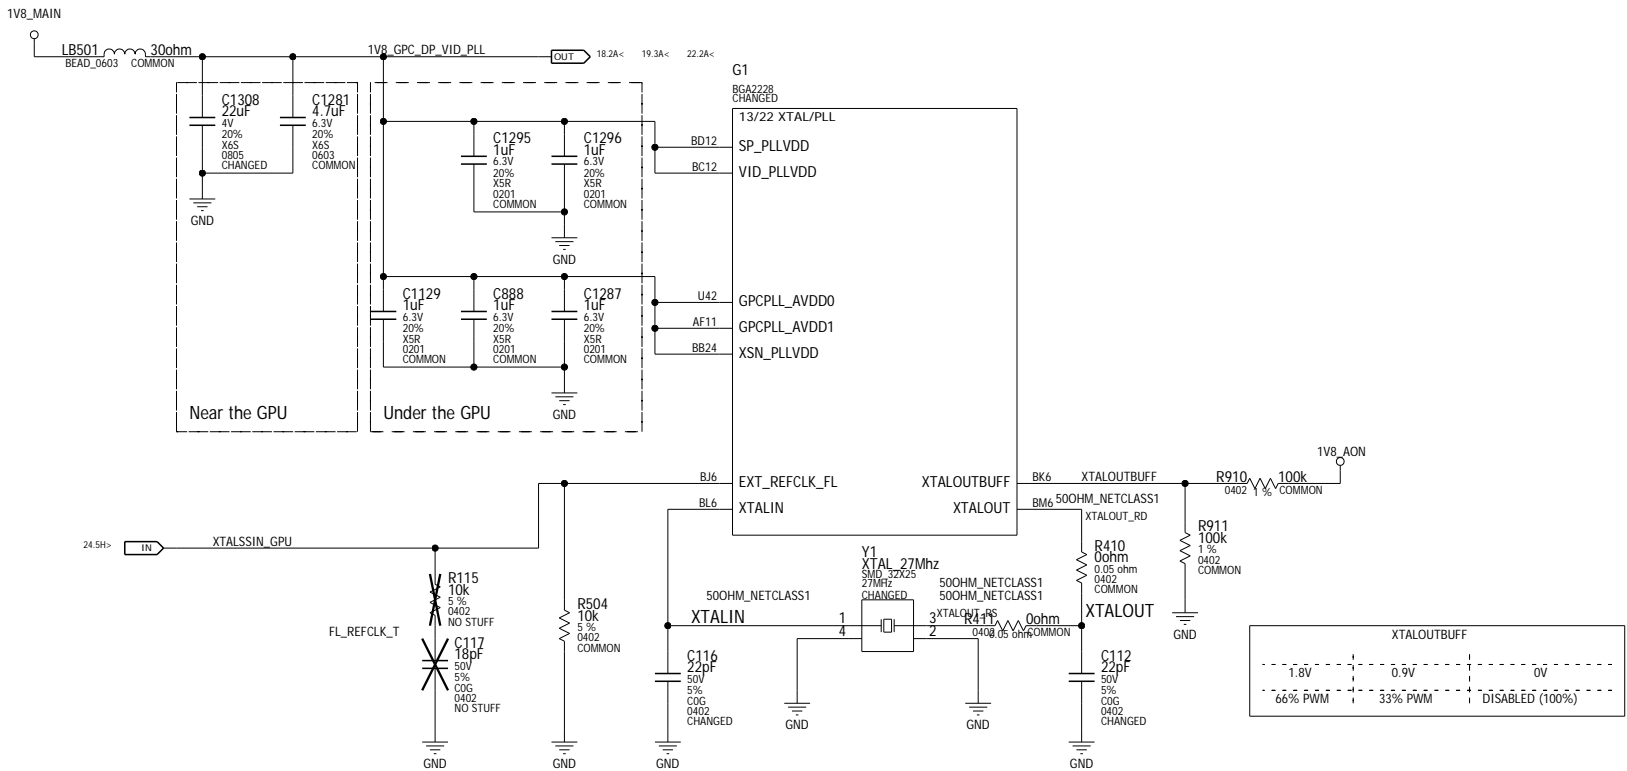 1V8_MAIN
LB501 30ohm
BEAD_0603 COMMON
1V8_GPC_DP_VID_PLL
OUT
18.2A< 19.3A< 22.2A<
C1308
22uF
4V
20%
X6S
0805
CHANGED
C1281
4.7uF
6.3V
20%
X6S
0603
COMMON
GND
Near the GPU
C1295
1uF
6.3V
20%
X5R
0201
COMMON
C1296
1uF
6.3V
20%
X5R
0201
COMMON
GND
C1129
1uF
6.3V
20%
X5R
0201
COMMON
C888
1uF
6.3V
20%
X5R
0201
COMMON
C1287
1uF
6.3V
20%
X5R
0201
COMMON
GND
Under the GPU
G1
BGA2228
CHANGED
13/22 XTAL/PLL
BD12 SP_PLLVDD
BC12 VID_PLLVDD
U42 GPCPLL_AVDD0
AF11 GPCPLL_AVDD1
BB24 XSN_PLLVDD
BJ6 EXT_REFCLK_FL
BL6 XTALIN
XTALOUTBUFF BK6 XTALOUTBUFF
XTALOUT BM6 50OHM_NETCLASS1
XTALOUT_RD
1V8_AON
R910 100k
0402 1 % COMMON
R911
100k
1 %
0402
COMMON
GND
R410
0ohm
0.05 ohm
0402
COMMON
XTALOUT
24.5H> IN XTALSSIN_GPU
R115
10k
5 %
0402
NO STUFF
FL_REFCLK_T
C117
18pF
50V
5%
C0G
0402
NO STUFF
GND
R504
10k
5 %
0402
COMMON
GND
50OHM_NETCLASS1
XTALIN
C116
22pF
50V
5%
C0G
0402
CHANGED
GND
Y1
XTAL_27Mhz
SMD_32X25
27MHz
CHANGED
1 3
4 2
GND
GND
50OHM_NETCLASS1
50OHM_NETCLASS1
XTALOUT_RS
R411 0ohm
0402 0.05 ohm COMMON
C112
22pF
50V
5%
C0G
0402
CHANGED
GND
XTALOUTBUFF
1.8V 0.9V 0V
66% PWM 33% PWM DISABLED (100%)